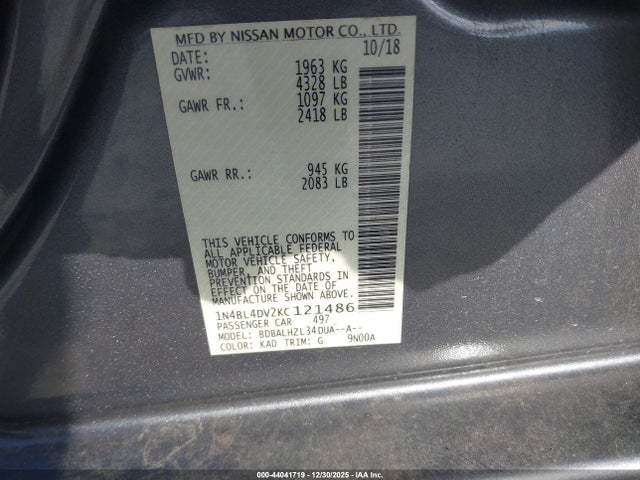 MFD BY NISSAN MOTOR CO., LTD.
DATE: 10/18
GVWR: 1963 KG
4328 LB
GAWR FR.: 1097 KG
2418 LB
GAWR RR.: 945 KG
2083 LB
THIS VEHICLE CONFORMS TO
ALL APPLICABLE FEDERAL
MOTOR VEHICLE SAFETY,
BUMPER, AND THEFT
PREVENTION STANDARDS IN
EFFECT ON THE DATE OF
MANUFACTURE SHOWN ABOVE.
1N4BL4DV2KC121486
PASSENGER CAR 497
MODEL: BDBALHZL34DUA--A--
COLOR: KAD TRIM: G 9N00A
000-44041719 | 12/30/2025 - IAA Inc.